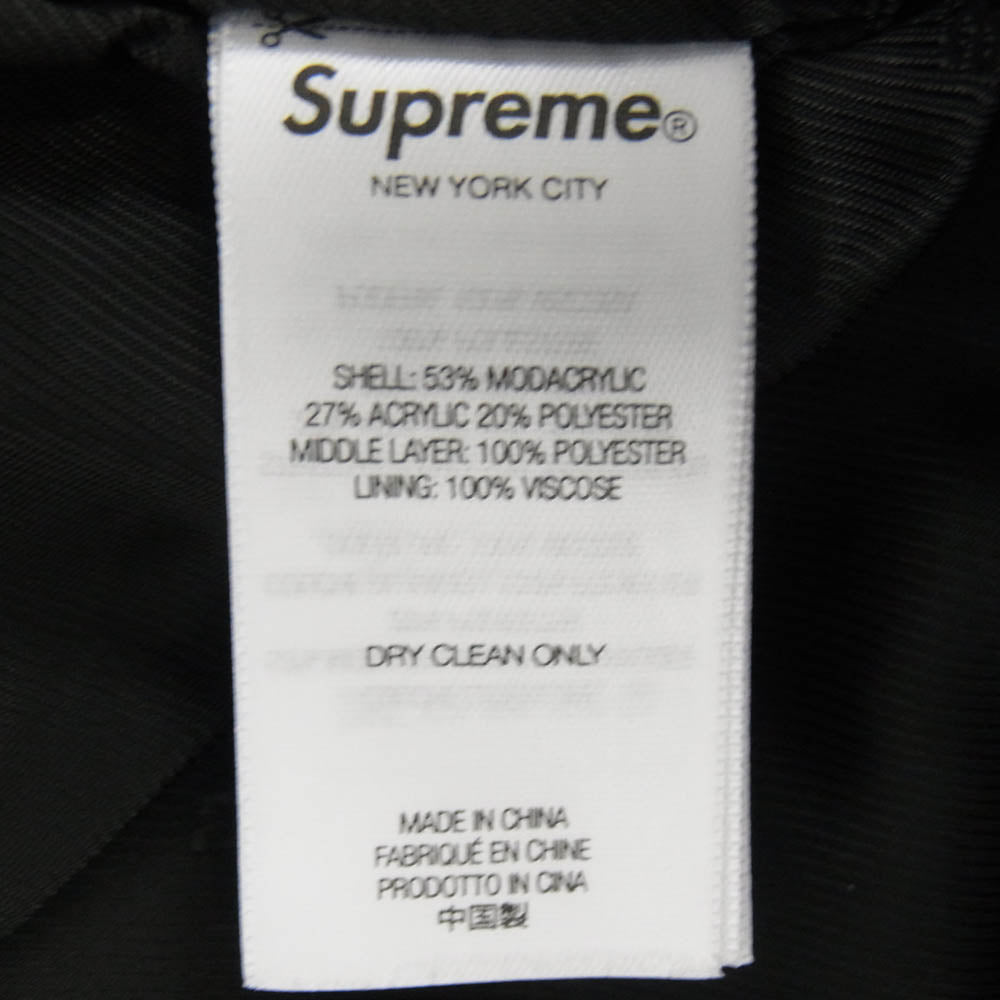 Supreme®
NEW YORK CITY
SHELL: 53% MODACRYLIC
27% ACRYLIC 20% POLYESTER
MIDDLE LAYER: 100% POLYESTER
LINING: 100% VISCOSE
DRY CLEAN ONLY
MADE IN CHINA
FABRIQUÉ EN CHINE
PRODOTTO IN CINA
中国製